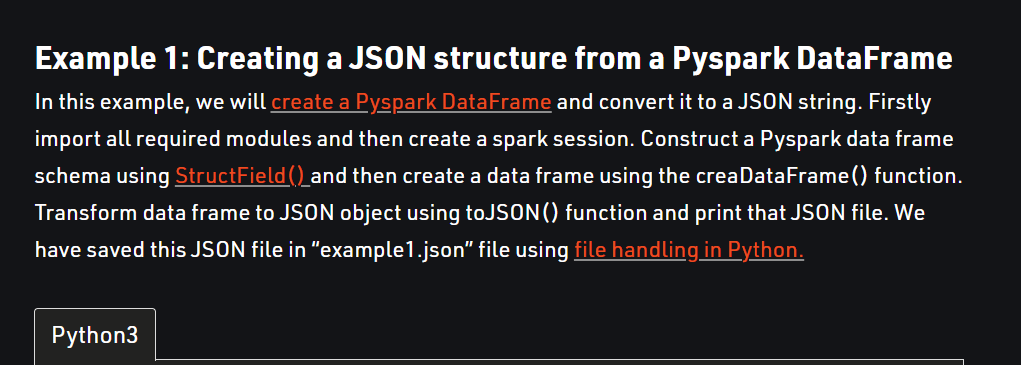 Example 1: Creating a JSON structure from a Pyspark DataFrame
In this example, we will create a Pyspark DataFrame and convert it to a JSON string. Firstly
import all required modules and then create a spark session. Construct a Pyspark data frame
schema using StructField() and then create a data frame using the creaDataFrame() function.
Transform data frame to JSON object using toJSON() function and print that JSON file. We
have saved this JSON file in “example1.json” file using file handling in Python.
Python3